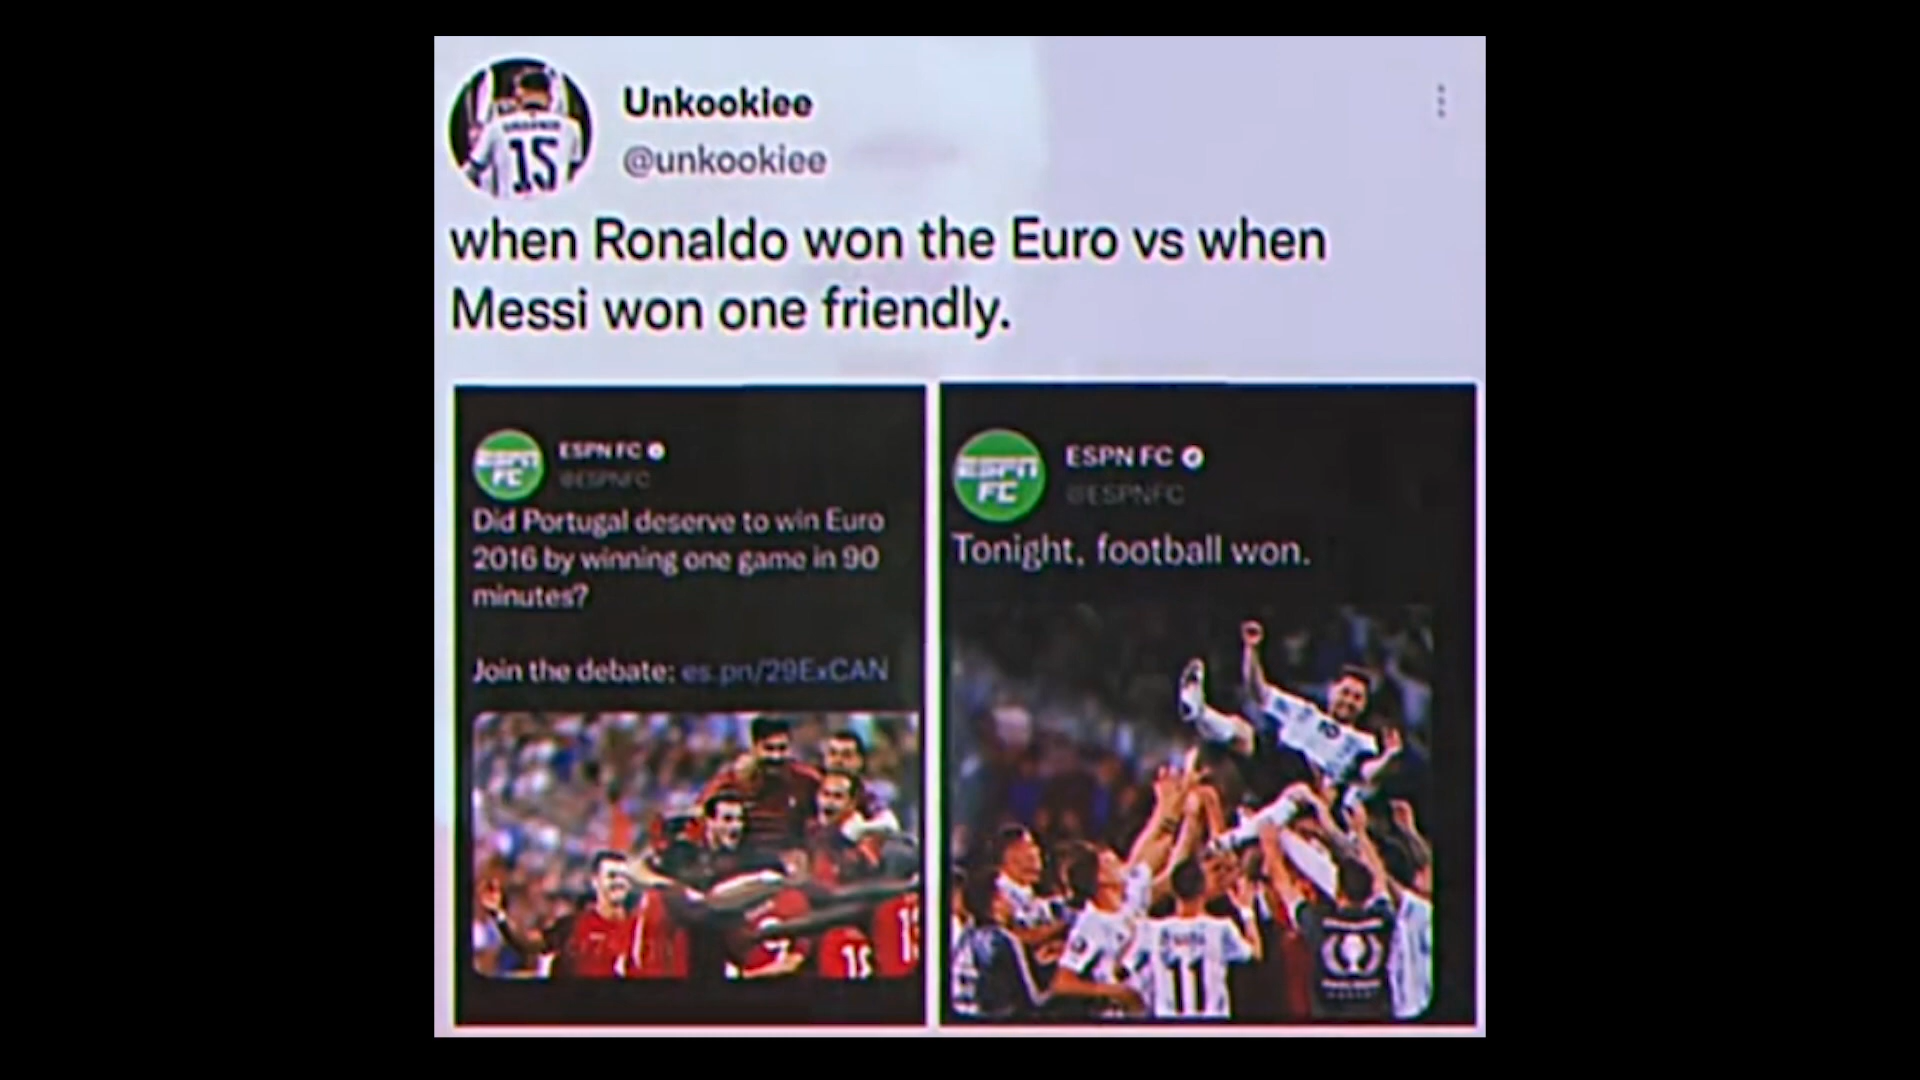 Unkookiee
@unkookiee
15
when Ronaldo won the Euro vs when
Messi won one friendly.
ESPN FC
@ESPNFC
Did Portugal deserve to win Euro
2016 by winning one game in 90
minutes?
Join the debate: es.pn/29ExCAN
ESPN FC
@ESPNFC
Tonight, football won.
11